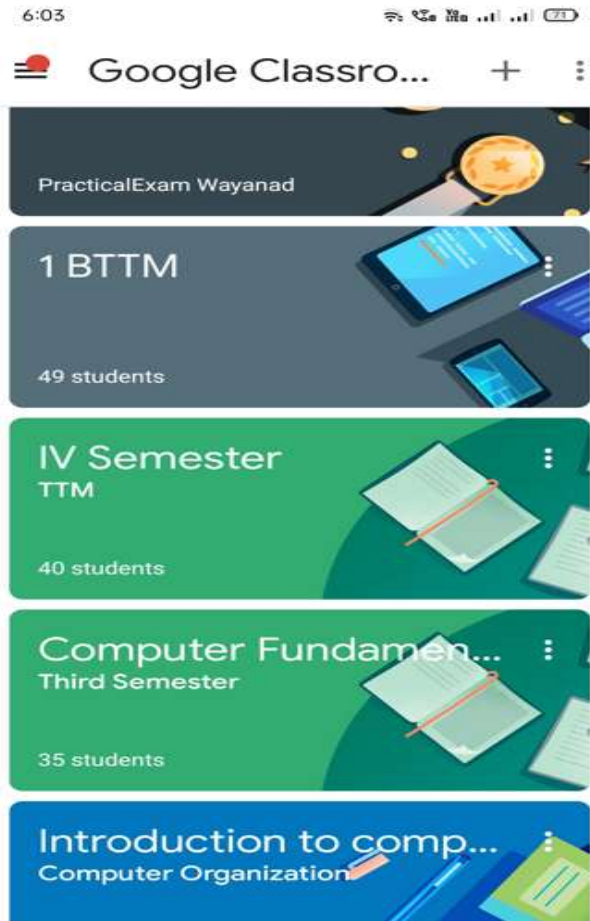 6:03
71
Google Classro...
PracticalExam Wayanad
1 BTTM
49 students
IV Semester
TTM
40 students
Computer Fundamen...
Third Semester
35 students
Introduction to comp...
Computer Organization